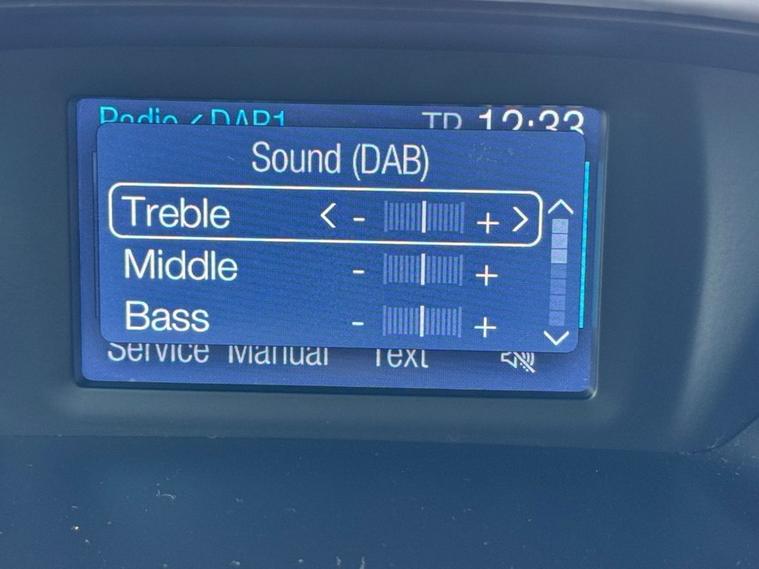 Radio < DAB1 TP 12:33
Sound (DAB)
Treble < - + >
Middle - +
Bass - +
Service Manual Text